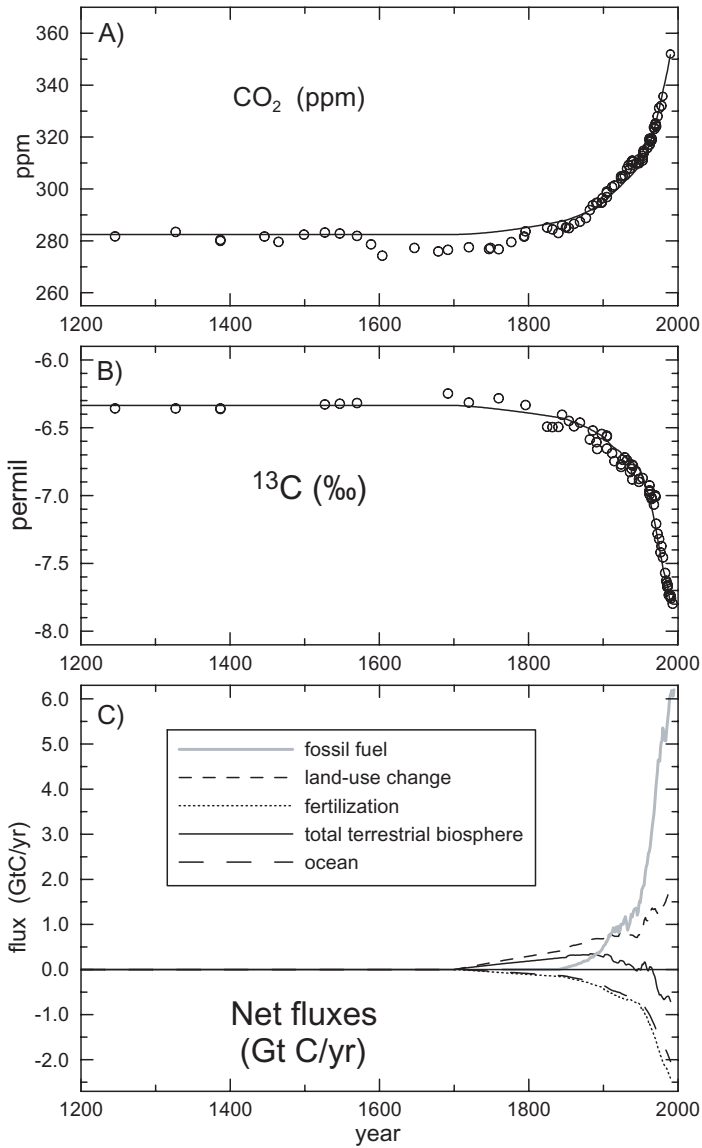 A)
CO₂ (ppm)
ppm
360
340
320
300
280
260
1200 1400 1600 1800 2000
B)
¹³C (‰)
permil
-6.0
-6.5
-7.0
-7.5
-8.0
1200 1400 1600 1800 2000
C)
fossil fuel
land-use change
fertilization
total terrestrial biosphere
ocean
flux (GtC/yr)
6.0
5.0
4.0
3.0
2.0
1.0
0.0
-1.0
-2.0
Net fluxes
(Gt C/yr)
1200 1400 1600 1800 2000
year